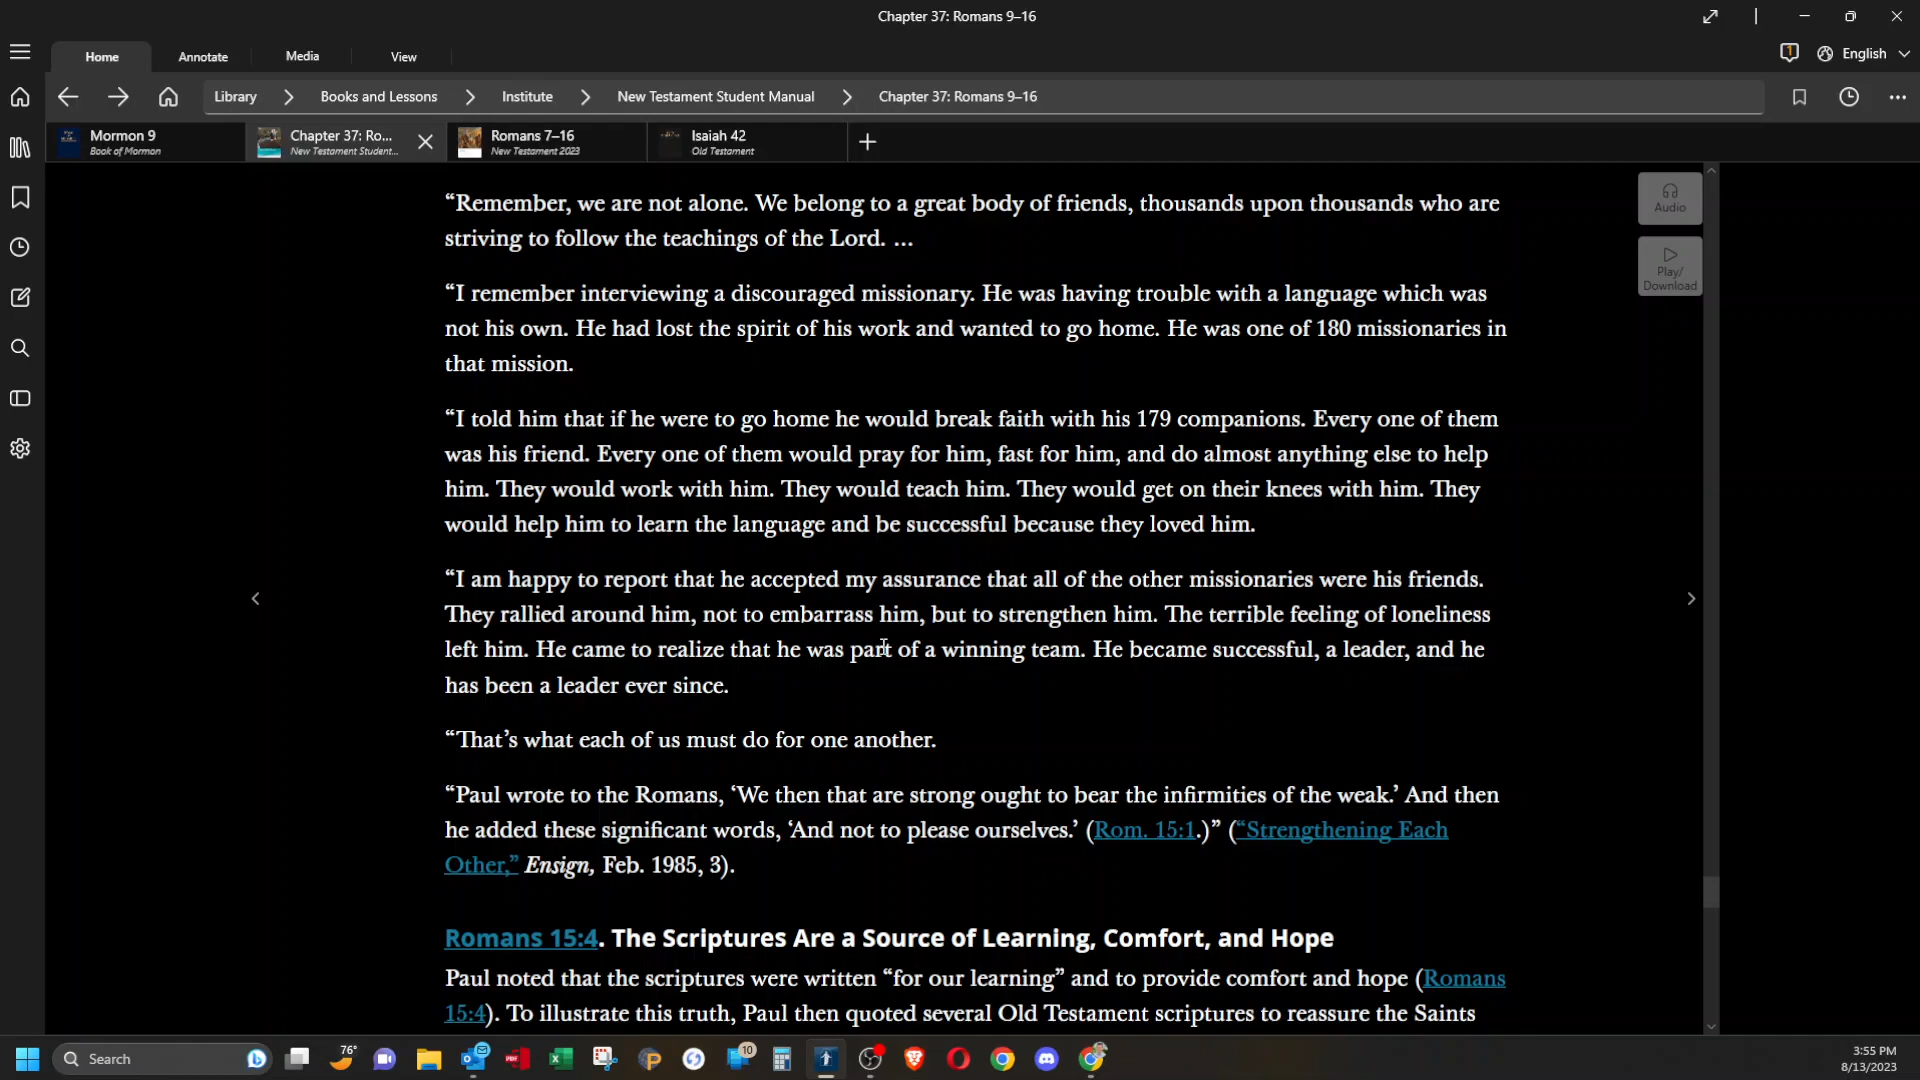 Chapter 37: Romans 9–16
Home Annotate Media View
1 English
Library Books and Lessons Institute New Testament Student Manual Chapter 37: Romans 9–16
Mormon 9 Chapter 37: Ro... Romans 7–16 Isaiah 42
Book of Mormon New Testament Student... New Testament 2023 Old Testament
“Remember, we are not alone. We belong to a great body of friends, thousands upon thousands who are
striving to follow the teachings of the Lord. …
Audio
Play/
Download
“I remember interviewing a discouraged missionary. He was having trouble with a language which was
not his own. He had lost the spirit of his work and wanted to go home. He was one of 180 missionaries in
that mission.
“I told him that if he were to go home he would break faith with his 179 companions. Every one of them
was his friend. Every one of them would pray for him, fast for him, and do almost anything else to help
him. They would work with him. They would teach him. They would get on their knees with him. They
would help him to learn the language and be successful because they loved him.
“I am happy to report that he accepted my assurance that all of the other missionaries were his friends.
They rallied around him, not to embarrass him, but to strengthen him. The terrible feeling of loneliness
left him. He came to realize that he was part of a winning team. He became successful, a leader, and he
has been a leader ever since.
“That’s what each of us must do for one another.
“Paul wrote to the Romans, ‘We then that are strong ought to bear the infirmities of the weak.’ And then
he added these significant words, ‘And not to please ourselves.’ (Rom. 15:1.)” (“Strengthening Each
Other,” Ensign, Feb. 1985, 3).
Romans 15:4. The Scriptures Are a Source of Learning, Comfort, and Hope
Paul noted that the scriptures were written “for our learning” and to provide comfort and hope (Romans
15:4). To illustrate this truth, Paul then quoted several Old Testament scriptures to reassure the Saints
Search
76°
PDF
10
3:55 PM
8/13/2023